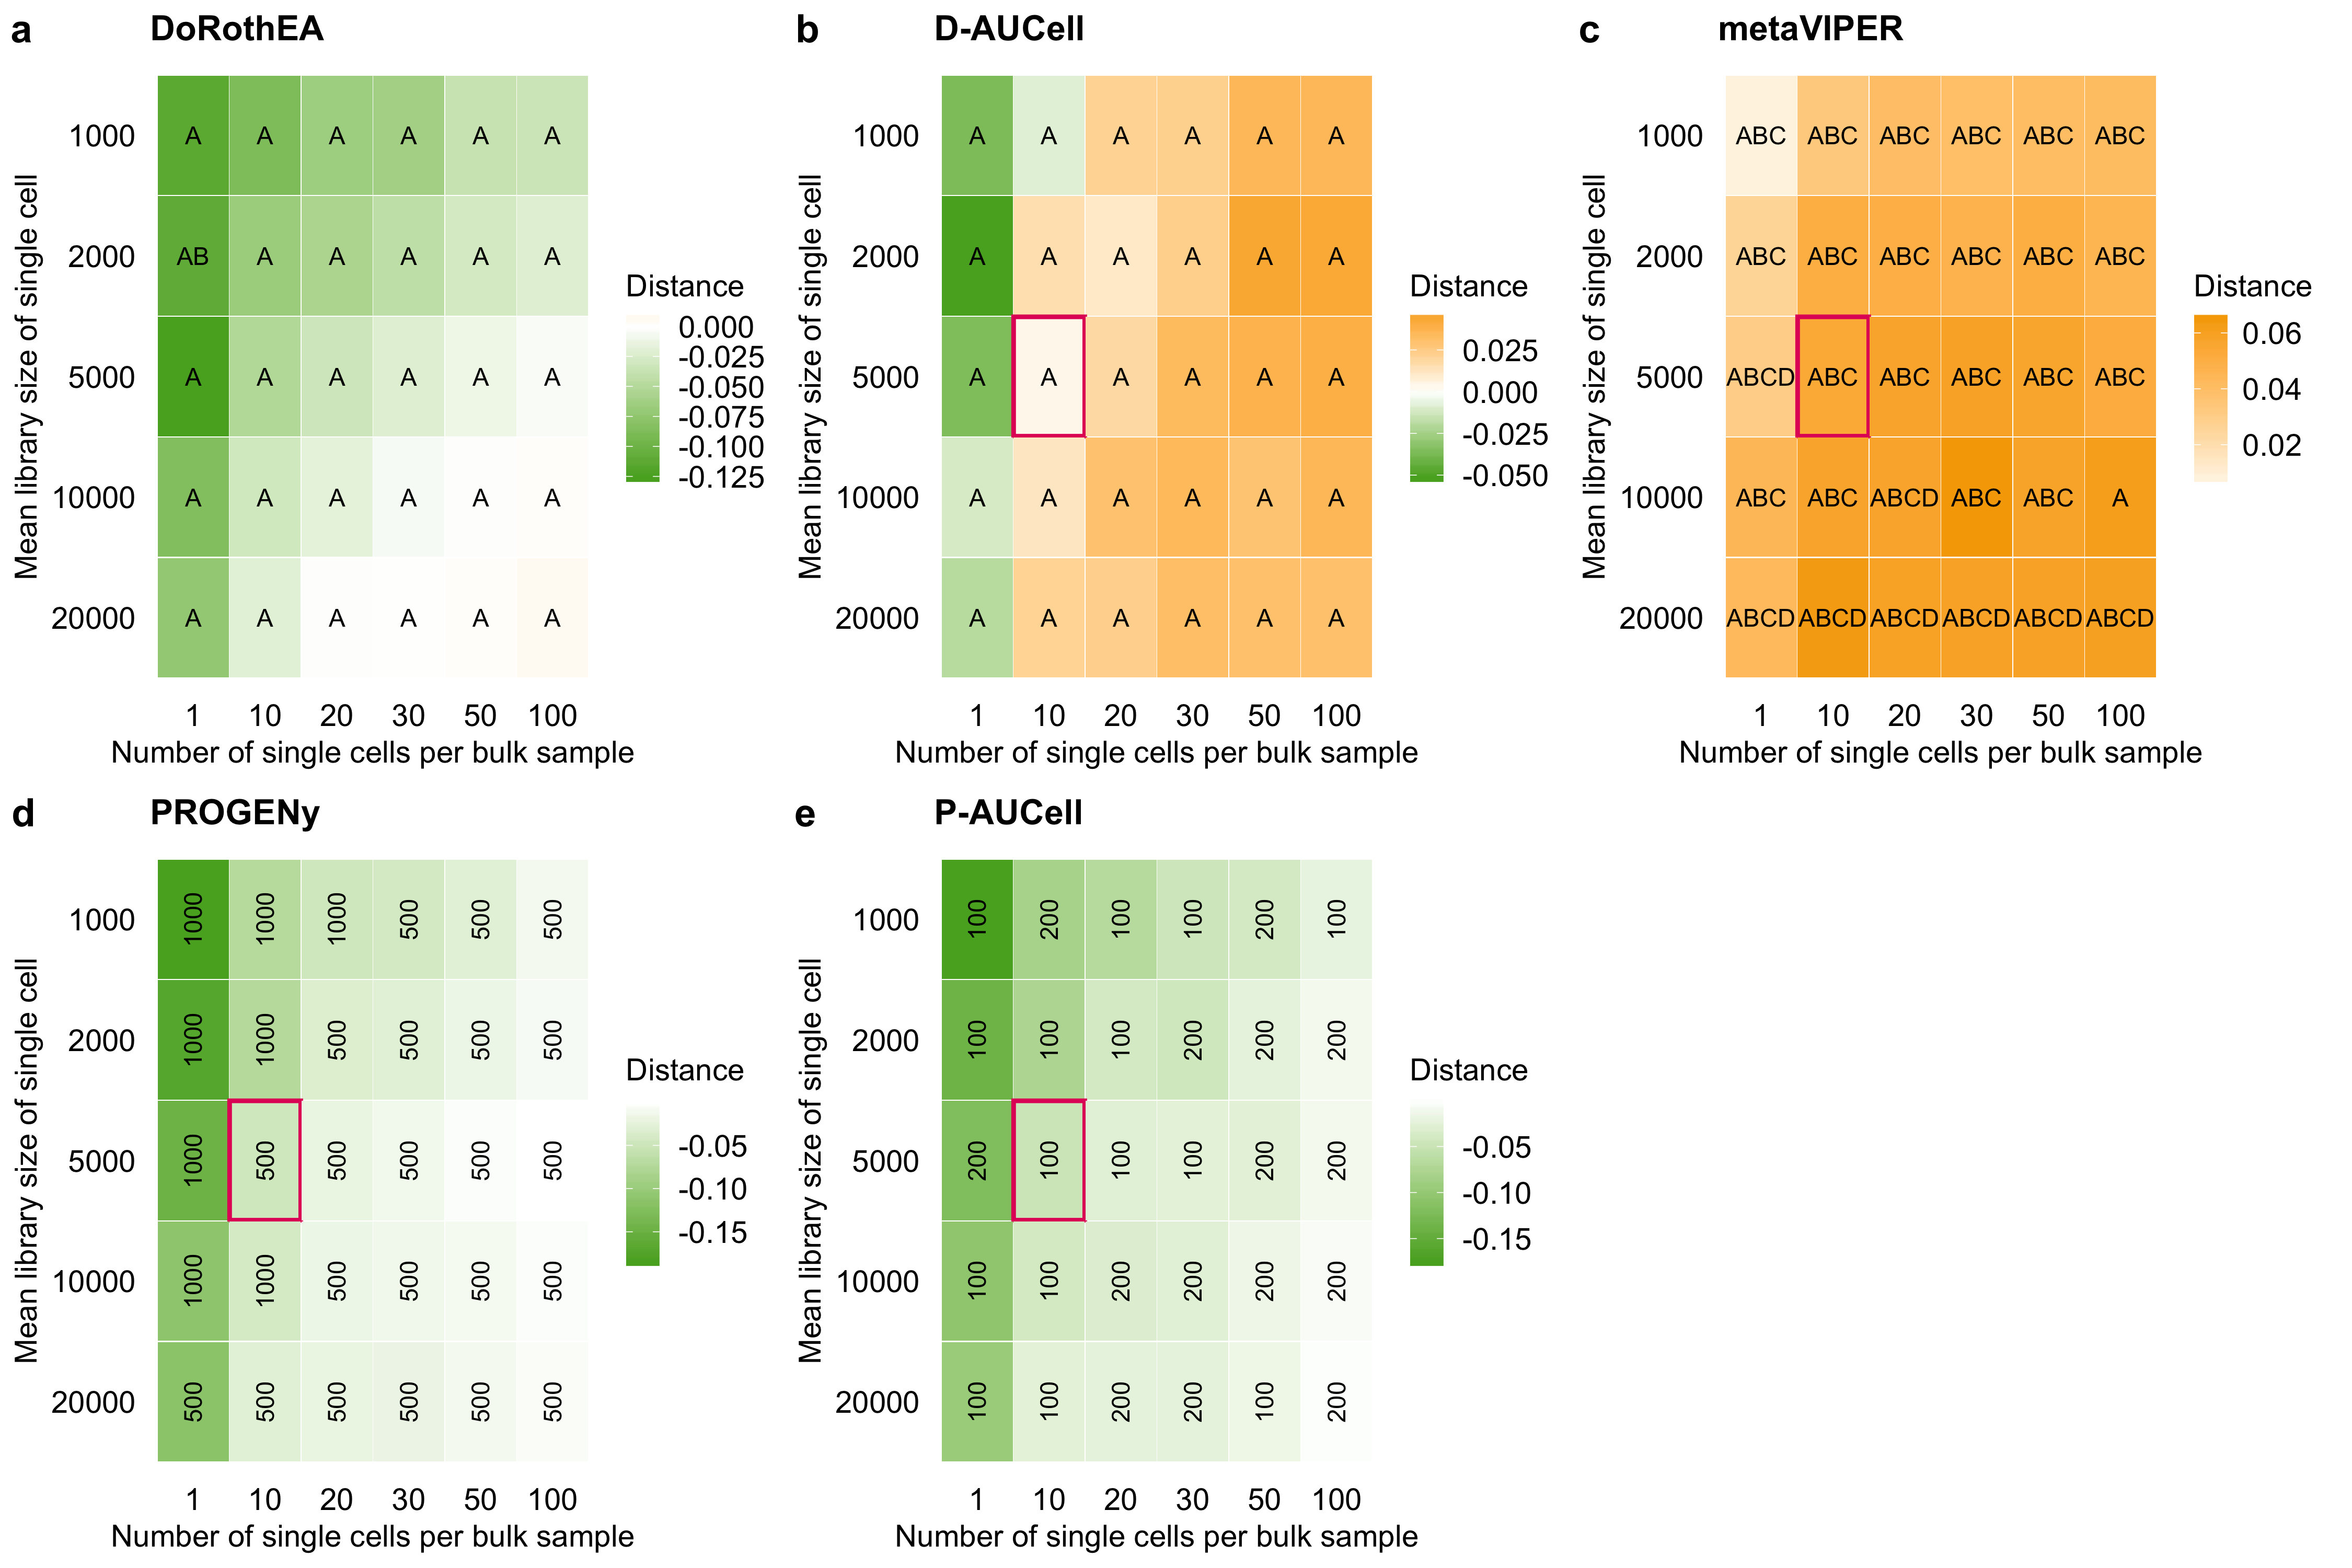 a DoRothEA
Mean library size of single cell
1000 A A A A A A
2000 AB A A A A A
5000 A A A A A A
10000 A A A A A A
20000 A A A A A A
1 10 20 30 50 100
Number of single cells per bulk sample
Distance
0.000
-0.025
-0.050
-0.075
-0.100
-0.125
b D-AUCell
Mean library size of single cell
1000 A A A A A A
2000 A A A A A A
5000 A A A A A A
10000 A A A A A A
20000 A A A A A A
1 10 20 30 50 100
Number of single cells per bulk sample
Distance
0.025
0.000
-0.025
-0.050
c metaVIPER
Mean library size of single cell
1000 ABC ABC ABC ABC ABC ABC
2000 ABC ABC ABC ABC ABC ABC
5000 ABCD ABC ABC ABC ABC ABC
10000 ABC ABC ABCD ABC ABC A
20000 ABCD ABCD ABCD ABCD ABCD ABCD
1 10 20 30 50 100
Number of single cells per bulk sample
Distance
0.06
0.04
0.02
d PROGENy
Mean library size of single cell
1000 1000 1000 1000 500 500 500
2000 1000 1000 500 500 500 500
5000 1000 500 500 500 500 500
10000 1000 1000 500 500 500 500
20000 500 500 500 500 500 500
1 10 20 30 50 100
Number of single cells per bulk sample
Distance
-0.05
-0.10
-0.15
e P-AUCell
Mean library size of single cell
1000 100 200 100 100 200 100
2000 100 100 100 200 200 200
5000 200 100 100 100 200 200
10000 100 100 200 200 200 200
20000 100 100 200 200 100 200
1 10 20 30 50 100
Number of single cells per bulk sample
Distance
-0.05
-0.10
-0.15